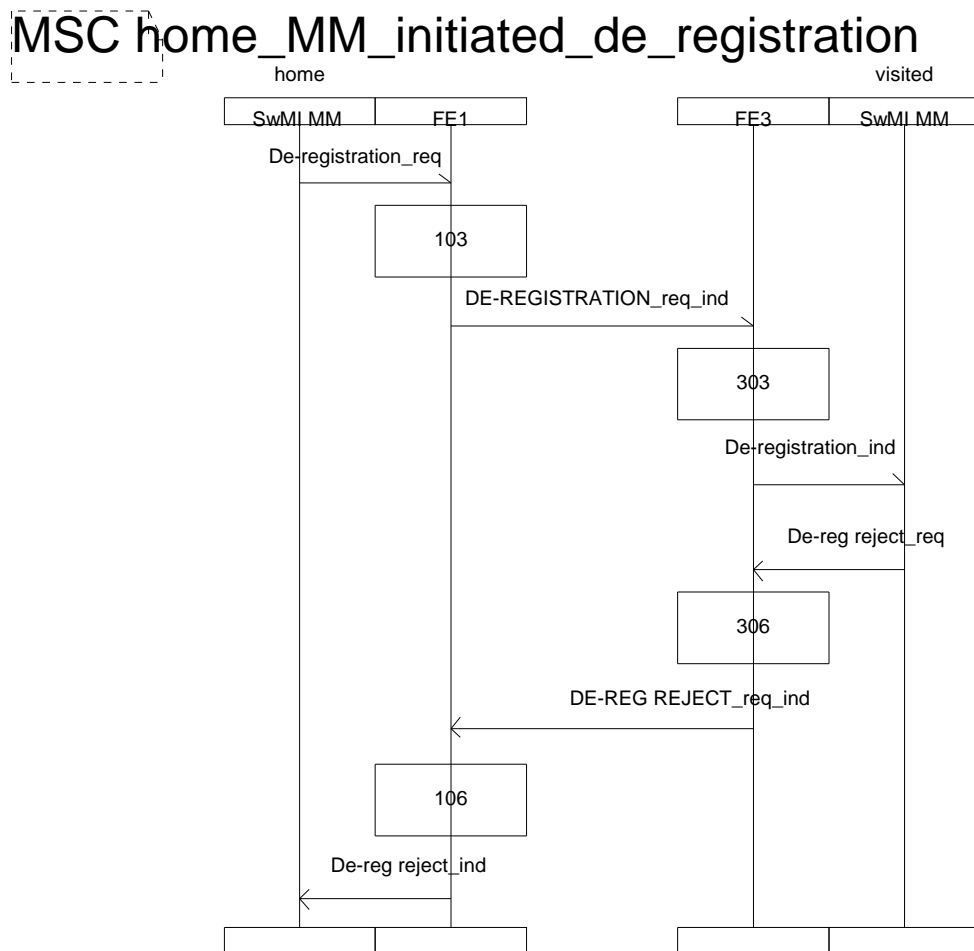 MSC home_MM_initiated_de_registration
home visited
SwMI MM FE1 FE3 SwMI MM
De-registration_req
103
DE-REGISTRATION_req_ind
303
De-registration_ind
De-reg reject_req
306
DE-REG REJECT_req_ind
106
De-reg reject_ind